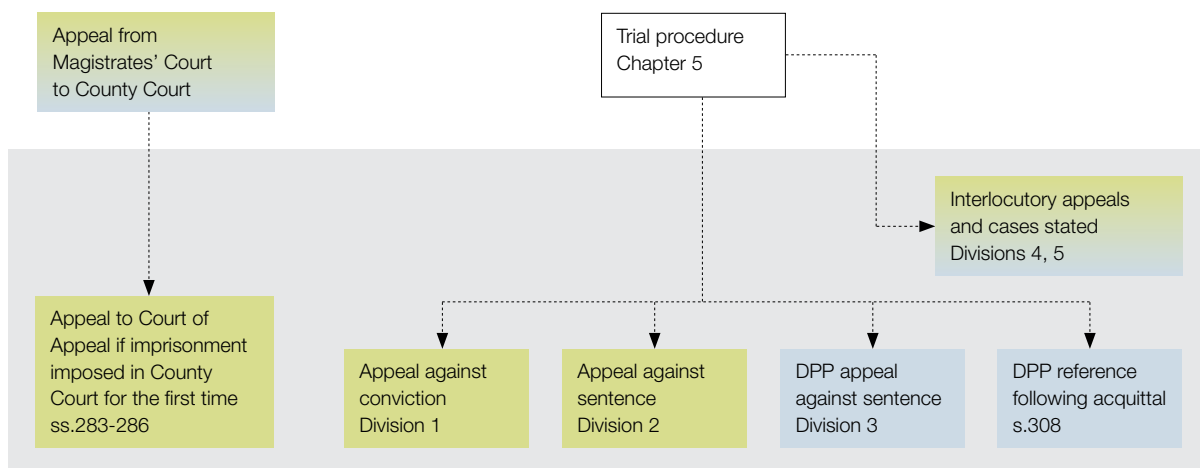 Appeal from
Magistrates’ Court
to County Court
Trial procedure
Chapter 5
Interlocutory appeals
and cases stated
Divisions 4, 5
Appeal to Court of
Appeal if imprisonment
imposed in County
Court for the first time
ss.283-286
Appeal against
conviction
Division 1
Appeal against
sentence
Division 2
DPP appeal
against sentence
Division 3
DPP reference
following acquittal
s.308